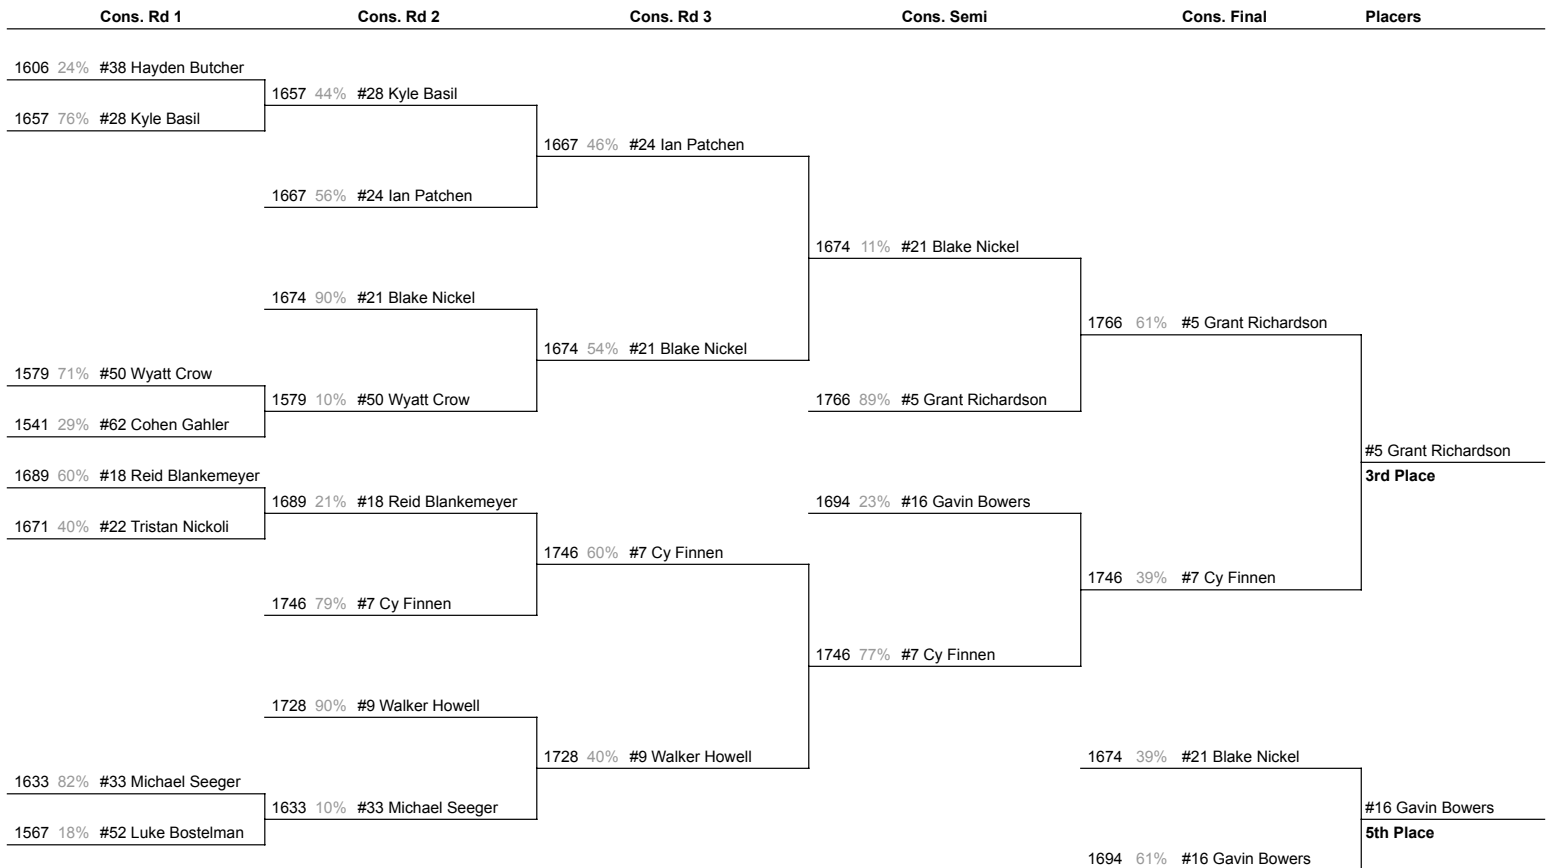 Cons. Rd 1 Cons. Rd 2 Cons. Rd 3 Cons. Semi Cons. Final Placers
1606 24% #38 Hayden Butcher
1657 44% #28 Kyle Basil
1657 76% #28 Kyle Basil
1667 46% #24 Ian Patchen
1667 56% #24 Ian Patchen
1674 11% #21 Blake Nickel
1674 90% #21 Blake Nickel
1766 61% #5 Grant Richardson
1674 54% #21 Blake Nickel
1579 71% #50 Wyatt Crow
1579 10% #50 Wyatt Crow
1766 89% #5 Grant Richardson
1541 29% #62 Cohen Gahler
#5 Grant Richardson
1689 60% #18 Reid Blankemeyer
3rd Place
1689 21% #18 Reid Blankemeyer
1694 23% #16 Gavin Bowers
1671 40% #22 Tristan Nickoli
1746 60% #7 Cy Finnen
1746 39% #7 Cy Finnen
1746 79% #7 Cy Finnen
1746 77% #7 Cy Finnen
1728 90% #9 Walker Howell
1728 40% #9 Walker Howell
1674 39% #21 Blake Nickel
1633 82% #33 Michael Seeger
1633 10% #33 Michael Seeger
#16 Gavin Bowers
1567 18% #52 Luke Bostelman
5th Place
1694 61% #16 Gavin Bowers